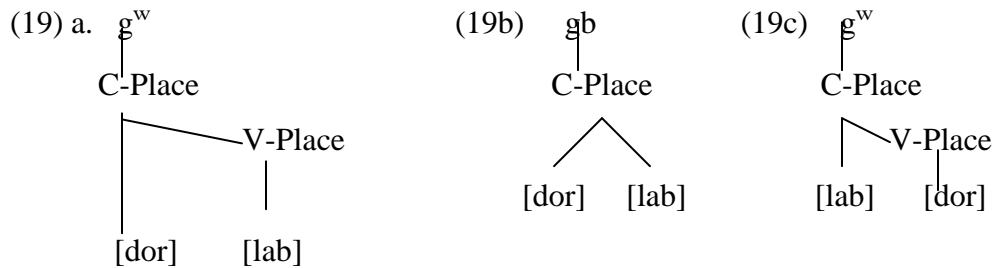 (19) a. gʷ (19b) gb (19c) gʷ
C-Place C-Place C-Place
V-Place V-Place
[dor] [lab] [lab] [dor]
[dor] [lab]